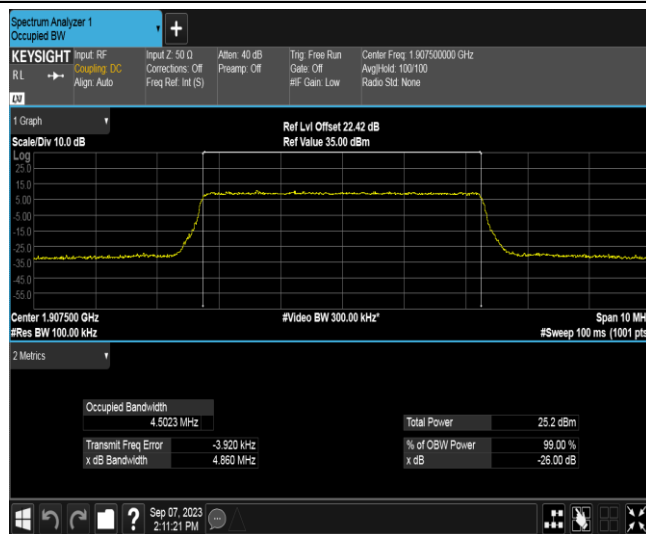 Spectrum Analyzer 1
Occupied BW
+
KEYSIGHT Input: RF Input Z: 50 Ω Atten: 40 dB Trig: Free Run Center Freq: 1.907500000 GHz
RL Coupling: DC Corrections: Off Preamp: Off Gate: Off Avg|Hold: 100/100
Align: Auto Freq Ref: Int (S) #IF Gain: Low Radio Std: None
LXI
1 Graph
Ref Lvl Offset 22.42 dB
Scale/Div 10.0 dB Ref Value 35.00 dBm
Log
25.0
15.0
5.00
-5.00
-15.0
-25.0
-35.0
-45.0
-55.0
Center 1.907500 GHz #Video BW 300.00 kHz* Span 10 MH
#Res BW 100.00 kHz #Sweep 100 ms (1001 pts
2 Metrics
Occupied Bandwidth
4.5023 MHz Total Power 25.2 dBm
Transmit Freq Error -3.920 kHz % of OBW Power 99.00 %
x dB Bandwidth 4.860 MHz x dB -26.00 dB
? Sep 07, 2023
2:11:21 PM